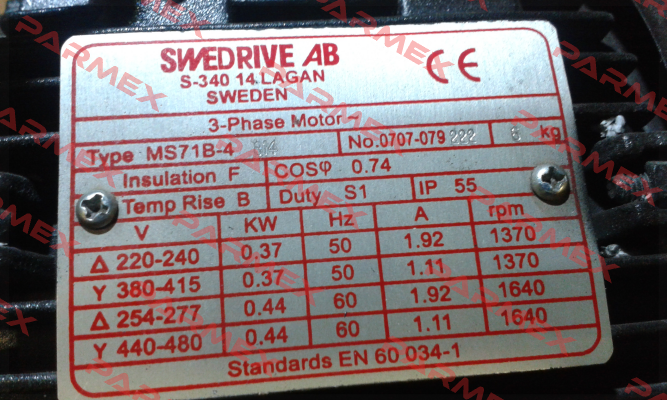 SWEDRIVE AB
S-340 14 LAGAN
SWEDEN
CE
3-Phase Motor
Type MS71B-4 No.0707-079 222 6 kg
Insulation F COSφ 0.74
Temp Rise B Duty S1 IP 55
V KW Hz A rpm
Δ 220-240 0.37 50 1.92 1370
Y 380-415 0.37 50 1.11 1370
Δ 254-277 0.44 60 1.92 1640
Y 440-480 0.44 60 1.11 1640
Standards EN 60 034-1
PARMEX